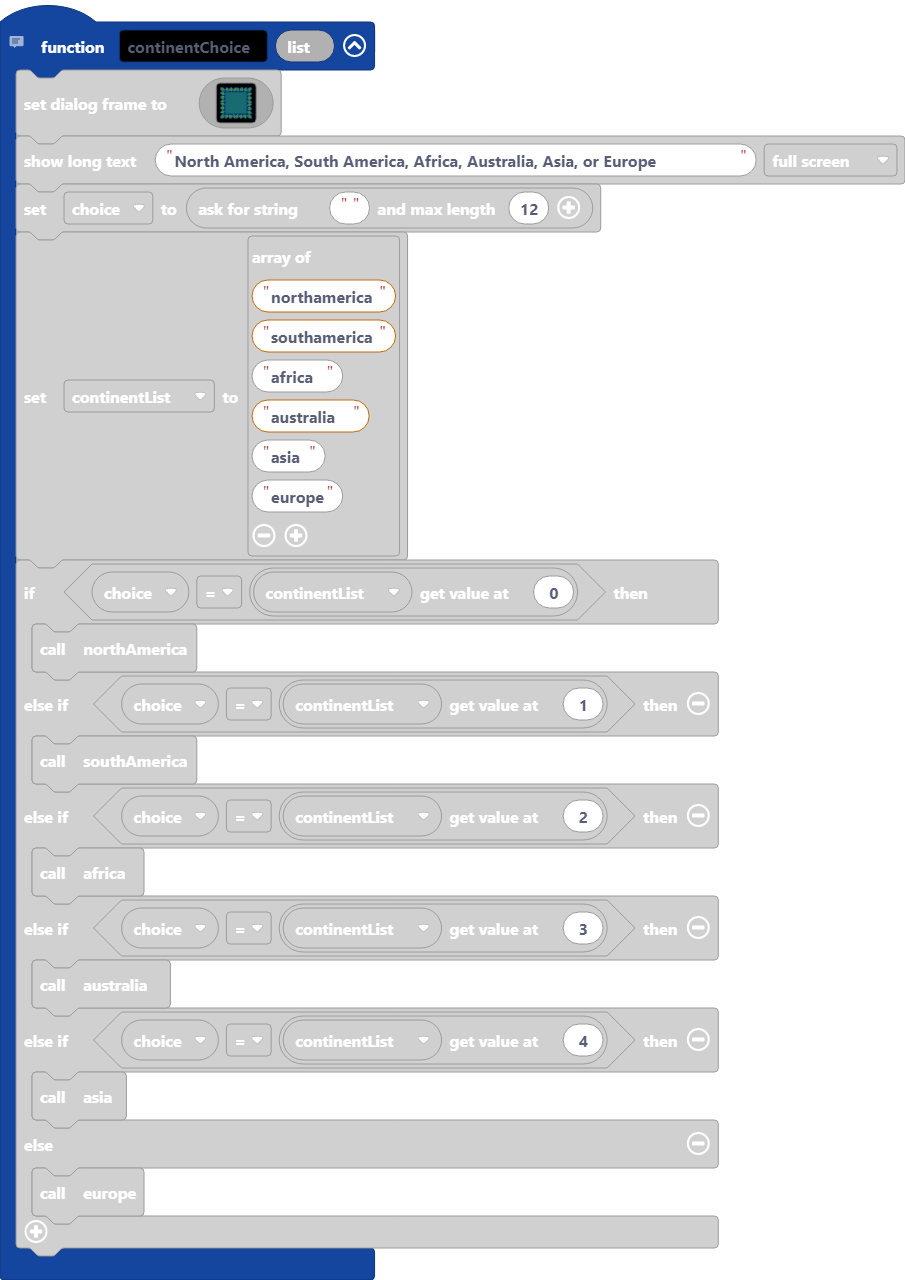 function continentChoice list
set dialog frame to
show long text "North America, South America, Africa, Australia, Asia, or Europe " full screen
set choice to ask for string " " and max length 12
array of
"northamerica "
"southamerica "
"africa "
"australia "
"asia "
"europe "
set continentList to
if choice = continentList get value at 0 then
call northAmerica
else if choice = continentList get value at 1 then
call southAmerica
else if choice = continentList get value at 2 then
call africa
else if choice = continentList get value at 3 then
call australia
else if choice = continentList get value at 4 then
call asia
else
call europe